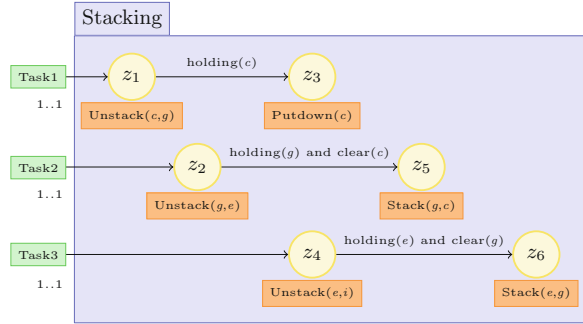 Stacking
Task1
z1
holding(c)
z3
1..1
Unstack(c,g)
Putdown(c)
Task2
z2
holding(g) and clear(c)
z5
1..1
Unstack(g,e)
Stack(g,c)
Task3
z4
holding(e) and clear(g)
z6
1..1
Unstack(e,i)
Stack(e,g)